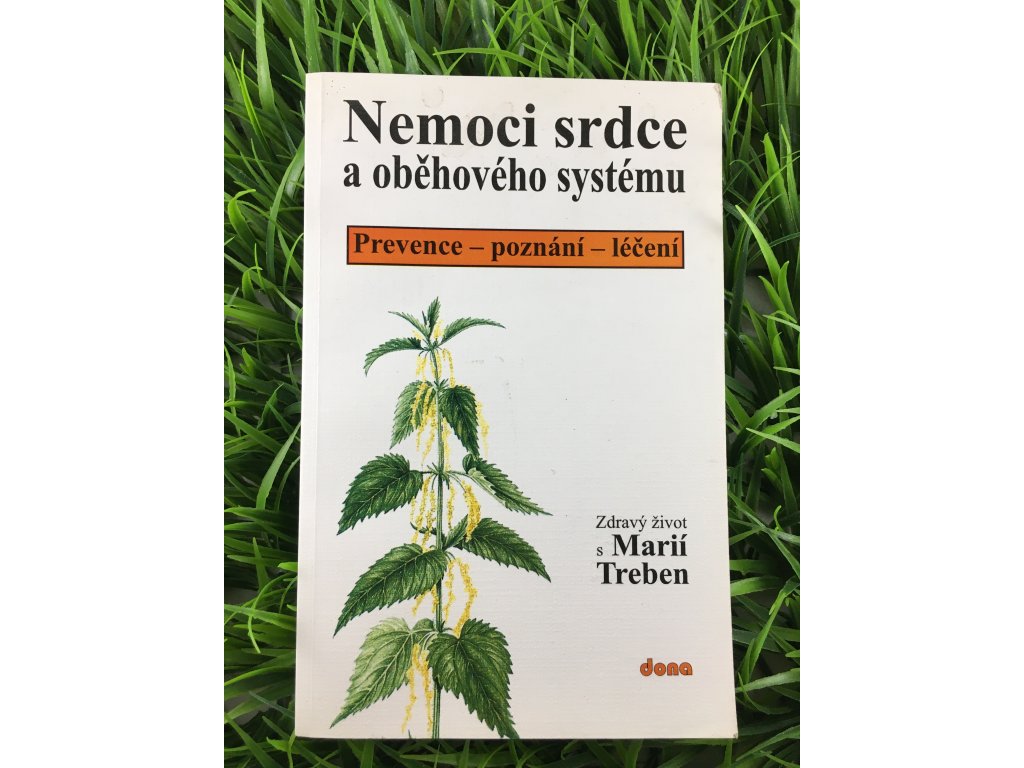 Nemoci srdce
a oběhového systému
Prevence – poznání – léčení
Zdravý život
s Marií
Treben
dona